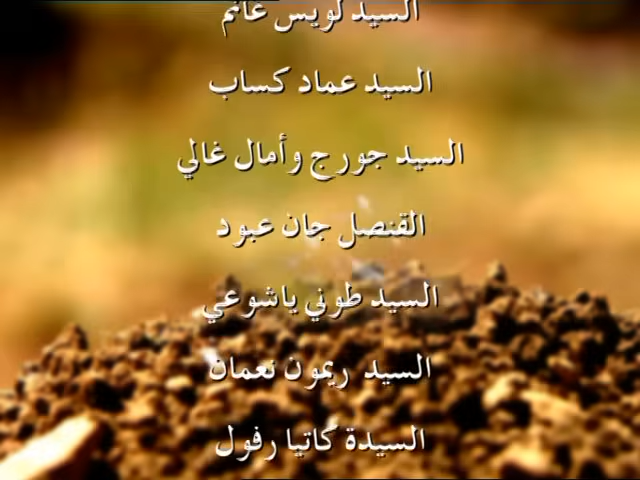 السيد لويس غانم
السيد عماد كساب
السيد جورج وأمال غالي
القنصل جان عبود
السيد طوني ياشوعي
السيد ريمون نعمان
السيدة كاتيا رفول